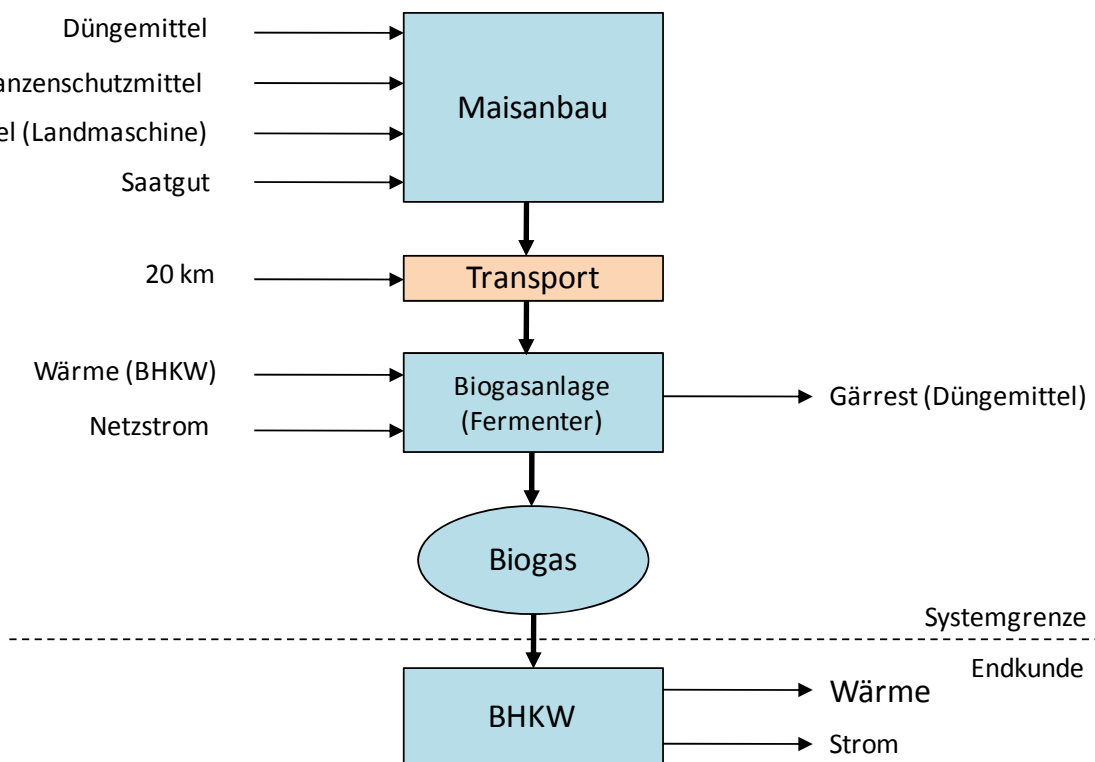 Düngemittel
anzenschutzmittel
el (Landmaschine)
Saatgut
Maisanbau
20 km
Transport
Wärme (BHKW)
Netzstrom
Biogasanlage
(Fermenter)
Gärrest (Düngemittel)
Biogas
Systemgrenze
Endkunde
BHKW
Wärme
Strom